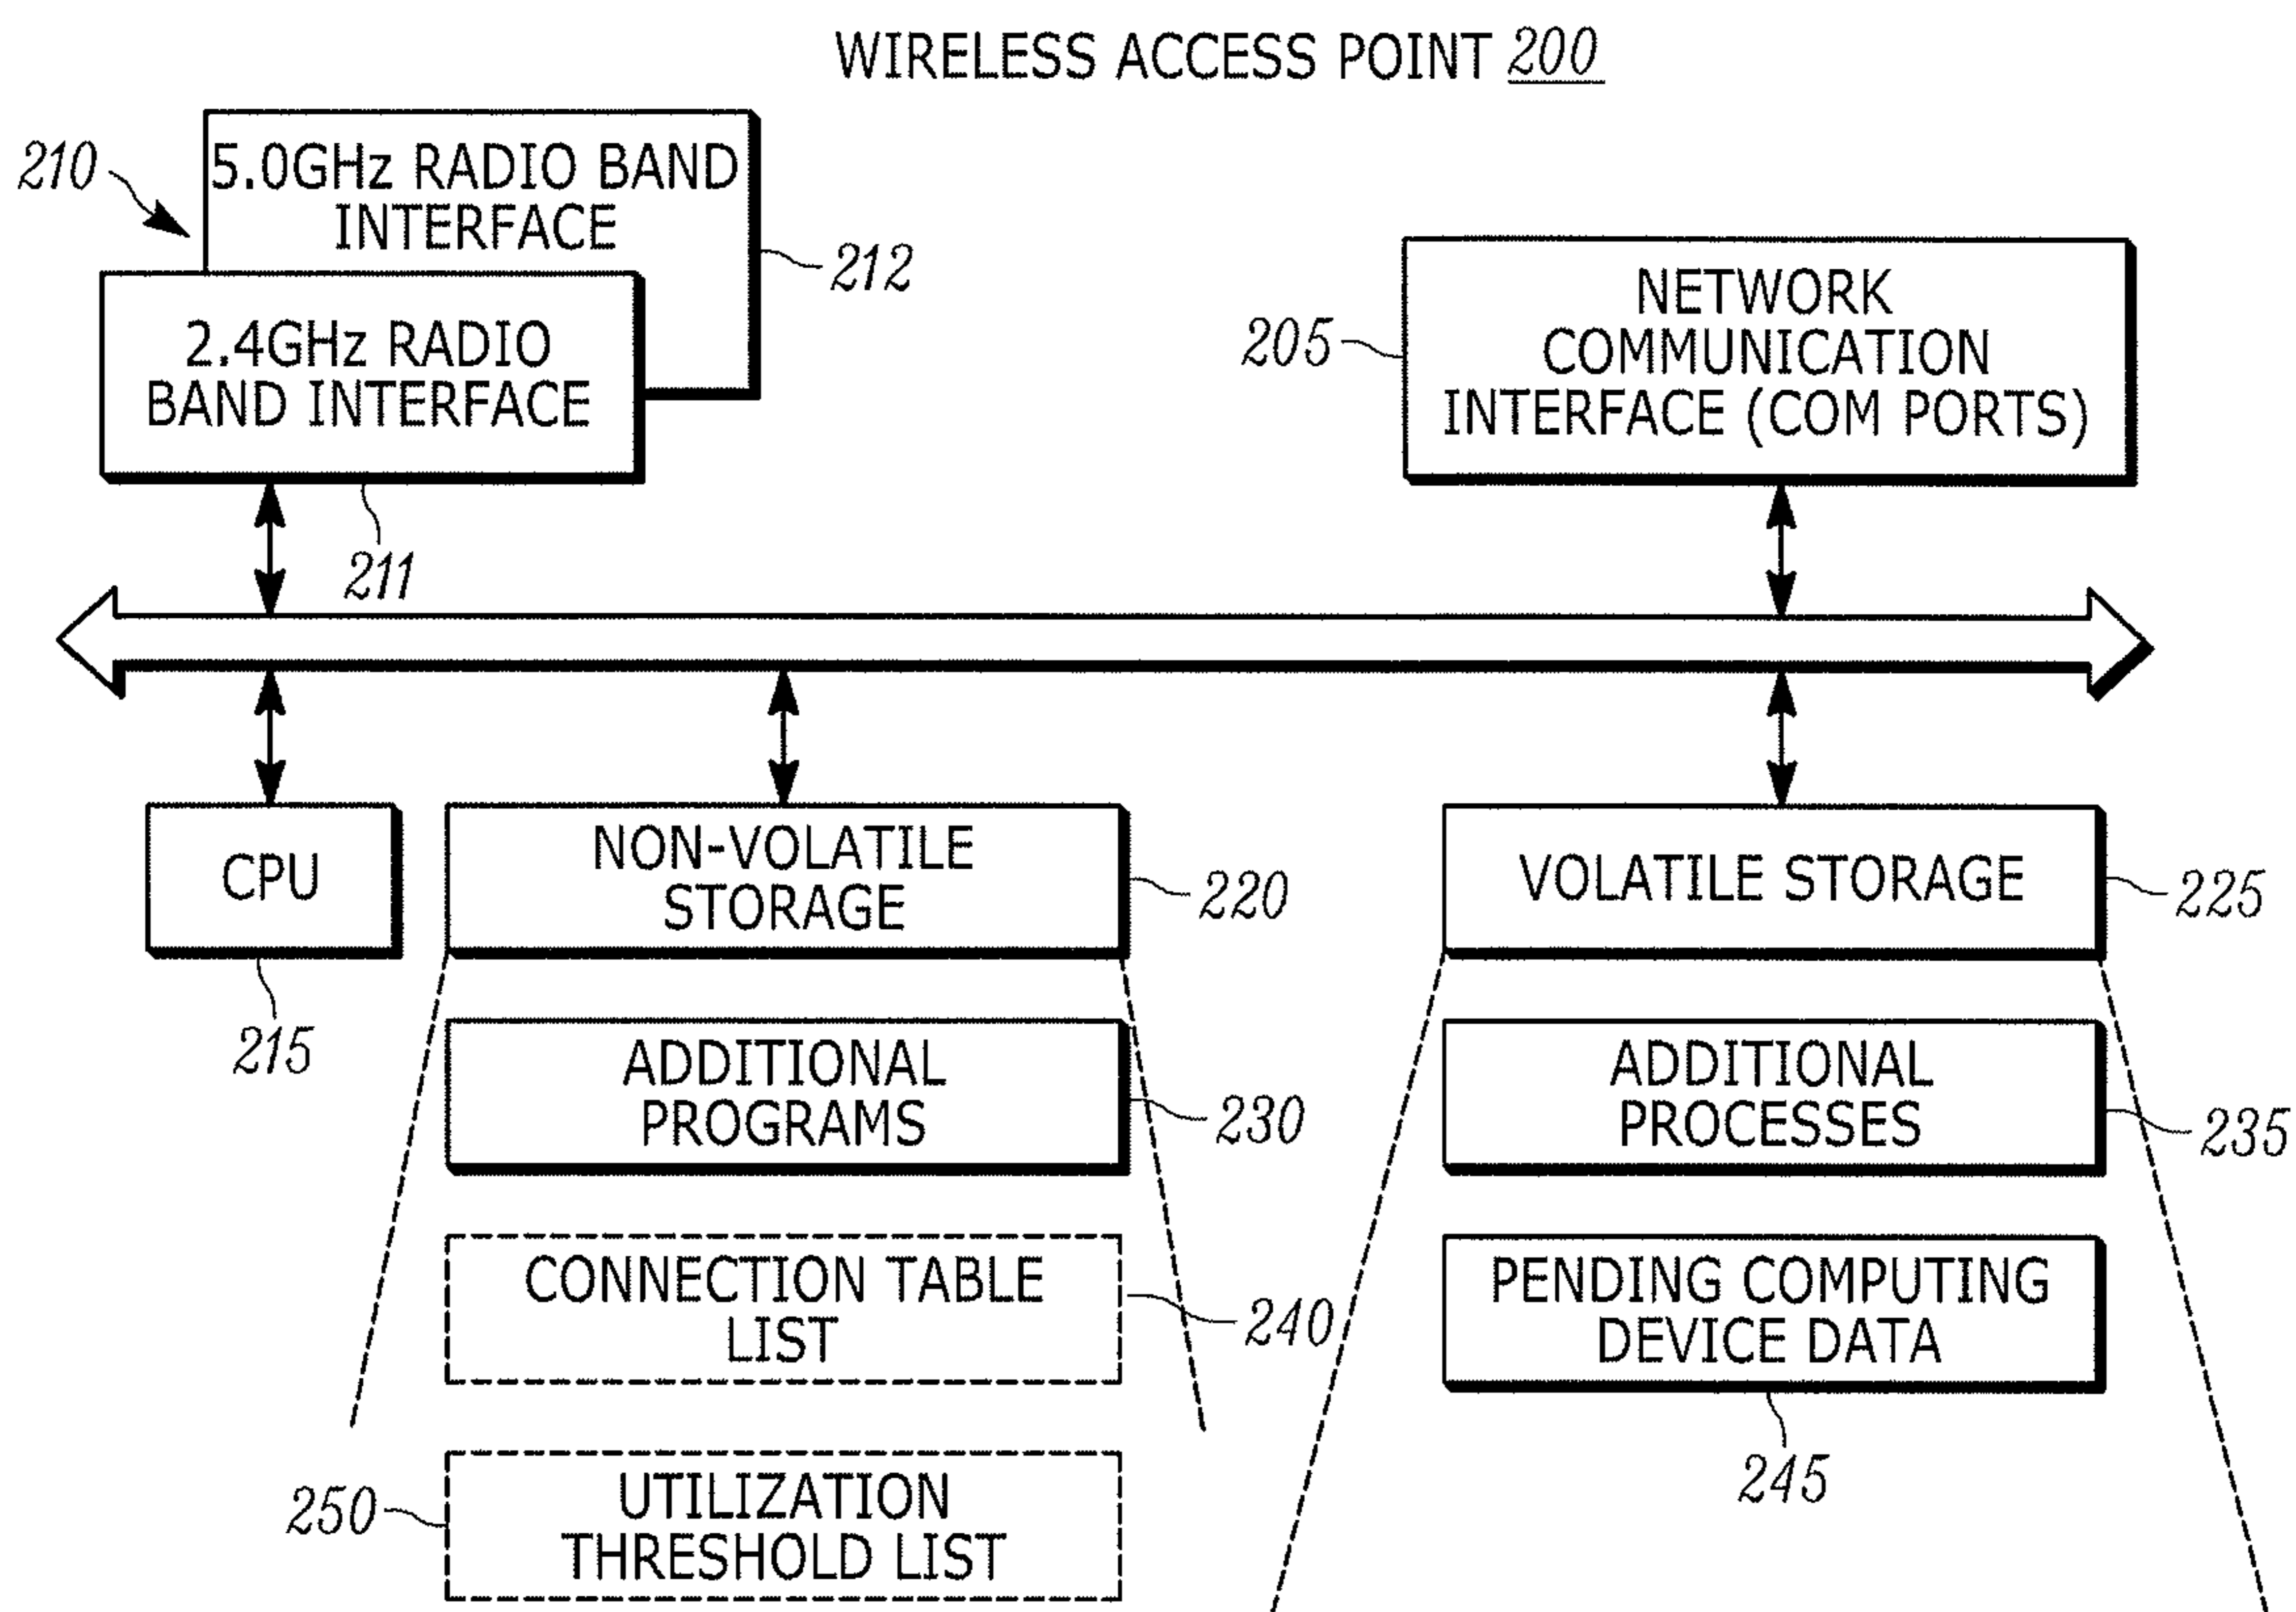 WIRELESS ACCESS POINT 200
210
5.0GHz RADIO BAND
INTERFACE
212
2.4GHz RADIO
BAND INTERFACE
211
205
NETWORK
COMMUNICATION
INTERFACE (COM PORTS)
CPU
215
NON-VOLATILE
STORAGE
220
VOLATILE STORAGE
225
ADDITIONAL
PROGRAMS
230
ADDITIONAL
PROCESSES
235
CONNECTION TABLE
LIST
240
PENDING COMPUTING
DEVICE DATA
245
250
UTILIZATION
THRESHOLD LIST